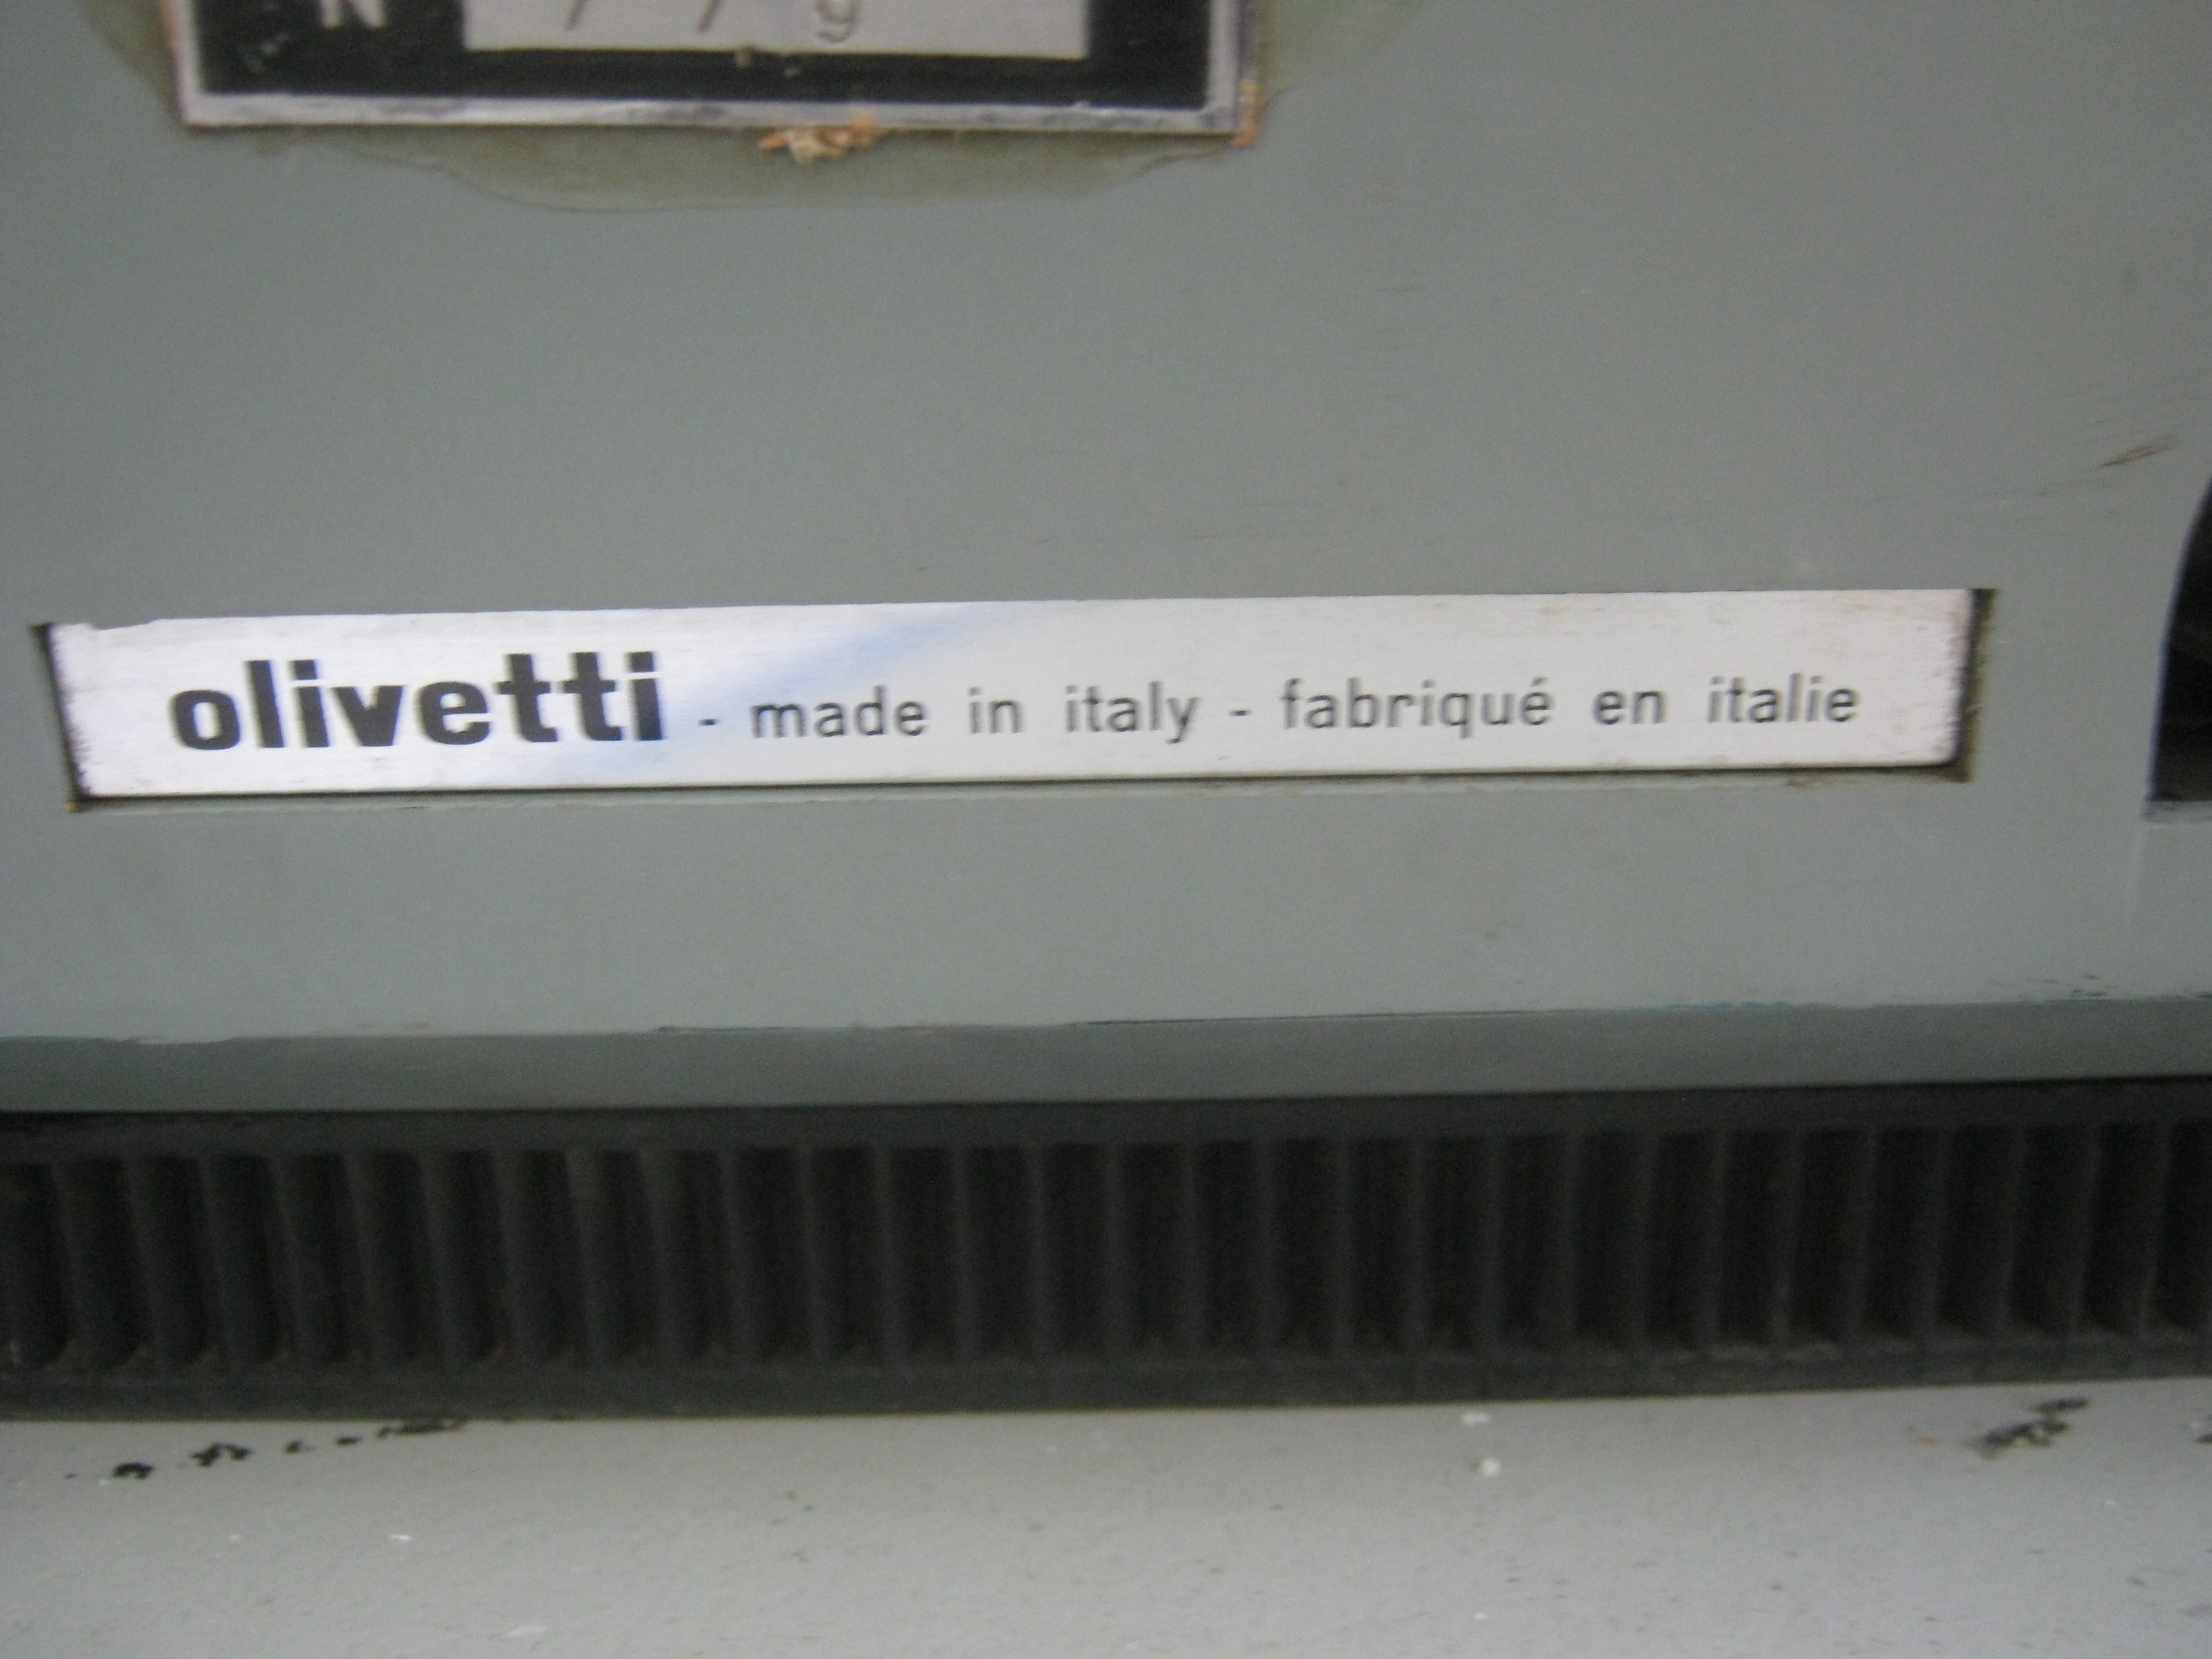 N
olivetti - made in italy - fabriqué en italie